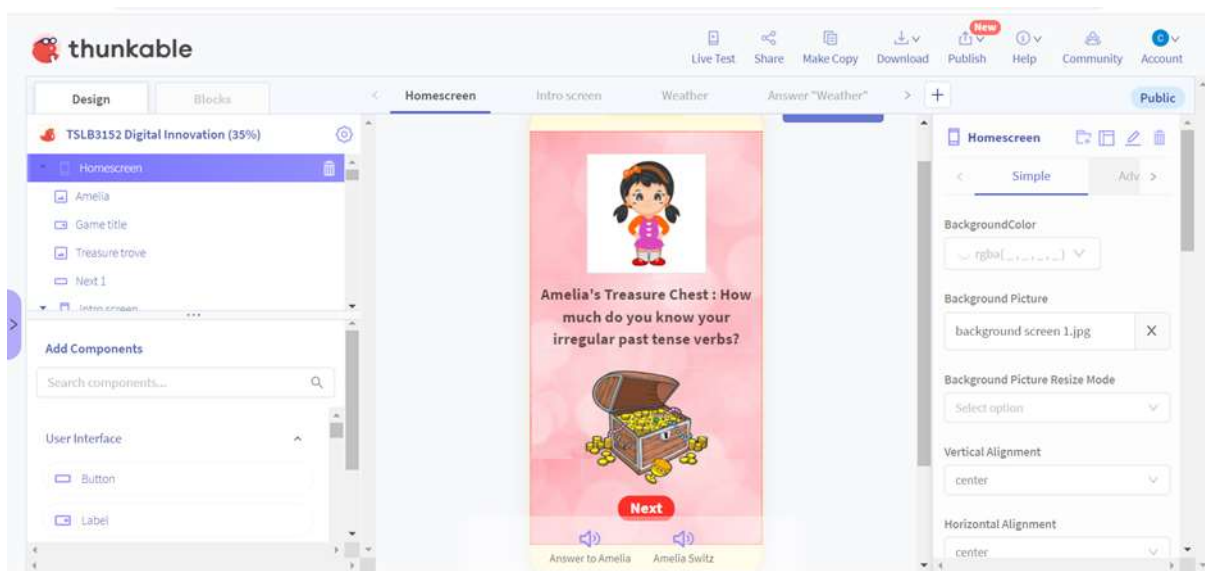 thunkable
New
Live Test Share Make Copy Download Publish Help Community Account
C
Design Blocks
Homescreen Intro screen Weather Answer "Weather"
Public
TSLB3152 Digital Innovation (35%)
Homescreen
Amelia
Game title
Treasure trove
Next 1
Intro screen
Add Components
Search components...
User Interface
Button
Label
Amelia's Treasure Chest : How
much do you know your
irregular past tense verbs?
Next
Answer to Amelia Amelia Switz
Homescreen
Simple Adv
BackgroundColor
rgba(_,_,_,_)
Background Picture
background screen 1.jpg X
Background Picture Resize Mode
Select option
Vertical Alignment
center
Horizontal Alignment
center